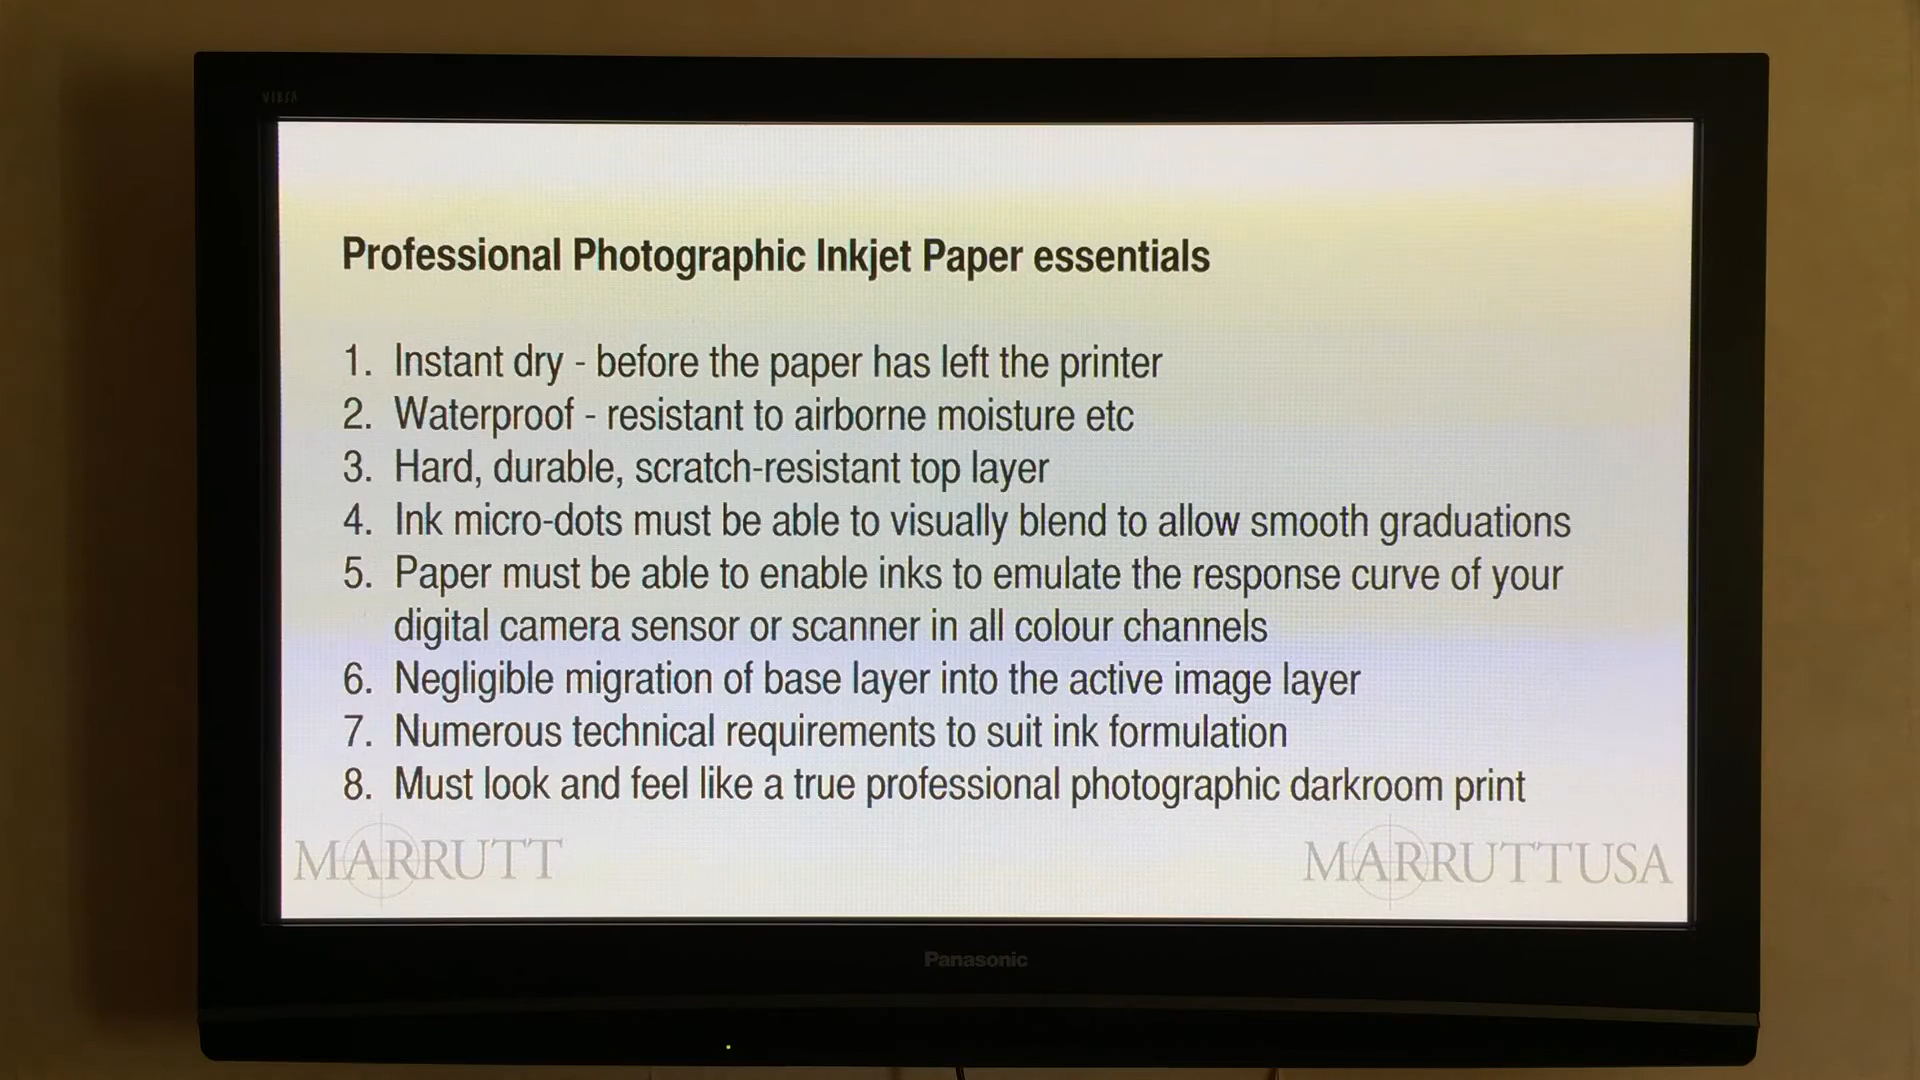 VIERA
Professional Photographic Inkjet Paper essentials
1. Instant dry - before the paper has left the printer
2. Waterproof - resistant to airborne moisture etc
3. Hard, durable, scratch-resistant top layer
4. Ink micro-dots must be able to visually blend to allow smooth graduations
5. Paper must be able to enable inks to emulate the response curve of your
digital camera sensor or scanner in all colour channels
6. Negligible migration of base layer into the active image layer
7. Numerous technical requirements to suit ink formulation
8. Must look and feel like a true professional photographic darkroom print
MARRUTT
MARRUTTUSA
Panasonic